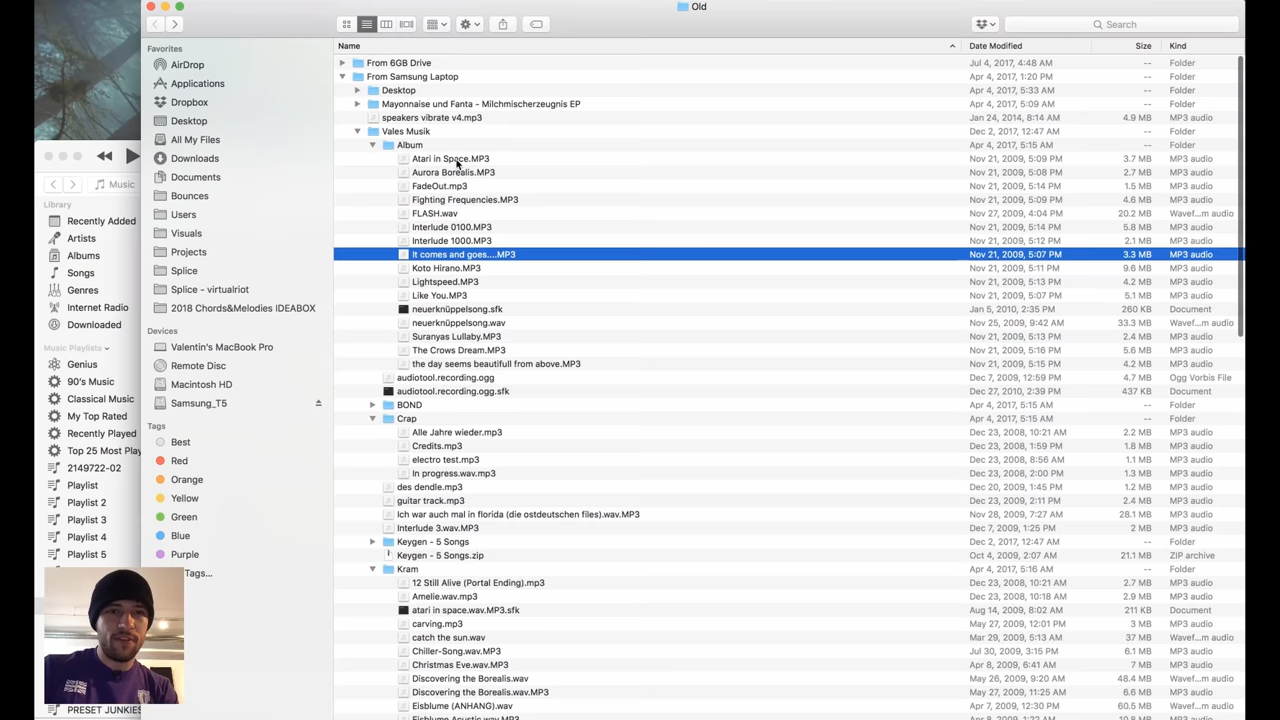 Old
Search
Name Date Modified Size Kind
Favorites
AirDrop
Applications
Dropbox
Desktop
All My Files
Downloads
Documents
Bounces
Users
Visuals
Projects
Splice
Splice - virtualriot
2018 Chords&Melodies IDEABOX
Devices
Valentin's MacBook Pro
Remote Disc
Macintosh HD
Samsung_T5
Tags
Best
Red
Orange
Yellow
Green
Blue
Purple
Tags...
Music
Library
Recently Added
Artists
Albums
Songs
Genres
Internet Radio
Downloaded
Music Playlists
Genius
90's Music
Classical Music
My Top Rated
Recently Played
Top 25 Most Play
2149722-02
Playlist
Playlist 2
Playlist 3
Playlist 4
Playlist 5
PRESET JUNKIES
From 6GB Drive Jul 4, 2017, 4:48 AM -- Folder
From Samsung Laptop Apr 4, 2017, 1:20 PM -- Folder
Desktop Apr 4, 2017, 5:33 AM -- Folder
Mayonnaise und Fanta - Milchmischerzeugnis EP Apr 4, 2017, 5:09 AM -- Folder
speakers vibrate v4.mp3 Jan 24, 2014, 8:14 AM 4.9 MB MP3 audio
Vales Musik Dec 2, 2017, 12:47 AM -- Folder
Album Apr 4, 2017, 5:15 AM -- Folder
Atari in Space.MP3 Nov 21, 2009, 5:09 PM 3.7 MB MP3 audio
Aurora Borealis.MP3 Nov 21, 2009, 5:08 PM 2.7 MB MP3 audio
FadeOut.mp3 Nov 21, 2009, 5:14 PM 1.5 MB MP3 audio
Fighting Frequencies.MP3 Nov 21, 2009, 5:09 PM 4.6 MB MP3 audio
FLASH.wav Nov 27, 2009, 4:04 PM 20.2 MB Wavef...m audio
Interlude 0100.MP3 Nov 21, 2009, 5:14 PM 5.8 MB MP3 audio
Interlude 1000.MP3 Nov 21, 2009, 5:12 PM 2.1 MB MP3 audio
It comes and goes....MP3 Nov 21, 2009, 5:07 PM 3.3 MB MP3 audio
Koto Hirano.MP3 Nov 21, 2009, 5:11 PM 9.6 MB MP3 audio
Lightspeed.MP3 Nov 21, 2009, 5:13 PM 4.2 MB MP3 audio
Like You.MP3 Nov 21, 2009, 5:07 PM 5.1 MB MP3 audio
neuerknüppelsong.sfk Jan 5, 2010, 2:35 PM 260 KB Document
neuerknüppelsong.wav Nov 25, 2009, 9:42 AM 33.3 MB Wavef...m audio
Suranyas Lullaby.MP3 Nov 21, 2009, 5:13 PM 2.4 MB MP3 audio
The Crows Dream.MP3 Nov 21, 2009, 5:16 PM 5.6 MB MP3 audio
the day seems beautifull from above.MP3 Nov 21, 2009, 5:15 PM 4.2 MB MP3 audio
audiotool.recording.ogg Dec 7, 2009, 12:59 PM 4.7 MB Ogg Vorbis File
audiotool.recording.ogg.sfk Dec 27, 2010, 2:39 PM 437 KB Document
BOND Apr 4, 2017, 5:15 AM -- Folder
Crap Apr 4, 2017, 5:15 AM -- Folder
Alle Jahre wieder.mp3 Dec 23, 2008, 10:21 AM 2.2 MB MP3 audio
Credits.mp3 Dec 23, 2008, 1:59 PM 1.8 MB MP3 audio
electro test.mp3 Dec 23, 2008, 8:56 AM 1.1 MB MP3 audio
In progress.wav.mp3 Dec 23, 2008, 2:00 PM 1.3 MB MP3 audio
des dendle.mp3 Dec 20, 2009, 1:45 PM 1.2 MB MP3 audio
guitar track.mp3 Dec 23, 2009, 2:11 PM 2.4 MB MP3 audio
Ich war auch mal in florida (die ostdeutschen files).wav.MP3 Nov 28, 2009, 7:27 AM 28.1 MB MP3 audio
Interlude 3.wav.MP3 Dec 7, 2009, 1:25 PM 2 MB MP3 audio
Keygen - 5 Songs Dec 2, 2017, 12:47 AM -- Folder
Keygen - 5 Songs.zip Oct 4, 2009, 2:07 AM 21.1 MB ZIP archive
Kram Apr 4, 2017, 5:16 AM -- Folder
12 Still Alive (Portal Ending).mp3 Dec 23, 2008, 10:21 AM 2.7 MB MP3 audio
Amelie.wav.mp3 Dec 23, 2008, 10:18 AM 2.9 MB MP3 audio
atari in space.wav.MP3.sfk Aug 14, 2009, 8:02 AM 211 KB Document
carving.mp3 May 27, 2009, 12:01 PM 3 MB MP3 audio
catch the sun.wav Mar 29, 2009, 5:13 AM 37 MB Wavef...m audio
Chiller-Song.wav.MP3 Jul 30, 2009, 3:15 PM 6.1 MB MP3 audio
Christmas Eve.wav.MP3 Apr 8, 2009, 6:41 AM 7 MB MP3 audio
Discovering the Borealis.wav May 26, 2009, 9:20 AM 48.4 MB Wavef...m audio
Discovering the Borealis.wav.MP3 May 27, 2009, 11:25 AM 6.6 MB MP3 audio
Eisblume (ANHANG).wav Apr 9, 2009, 5:18 AM 41 MB Wavef...m audio